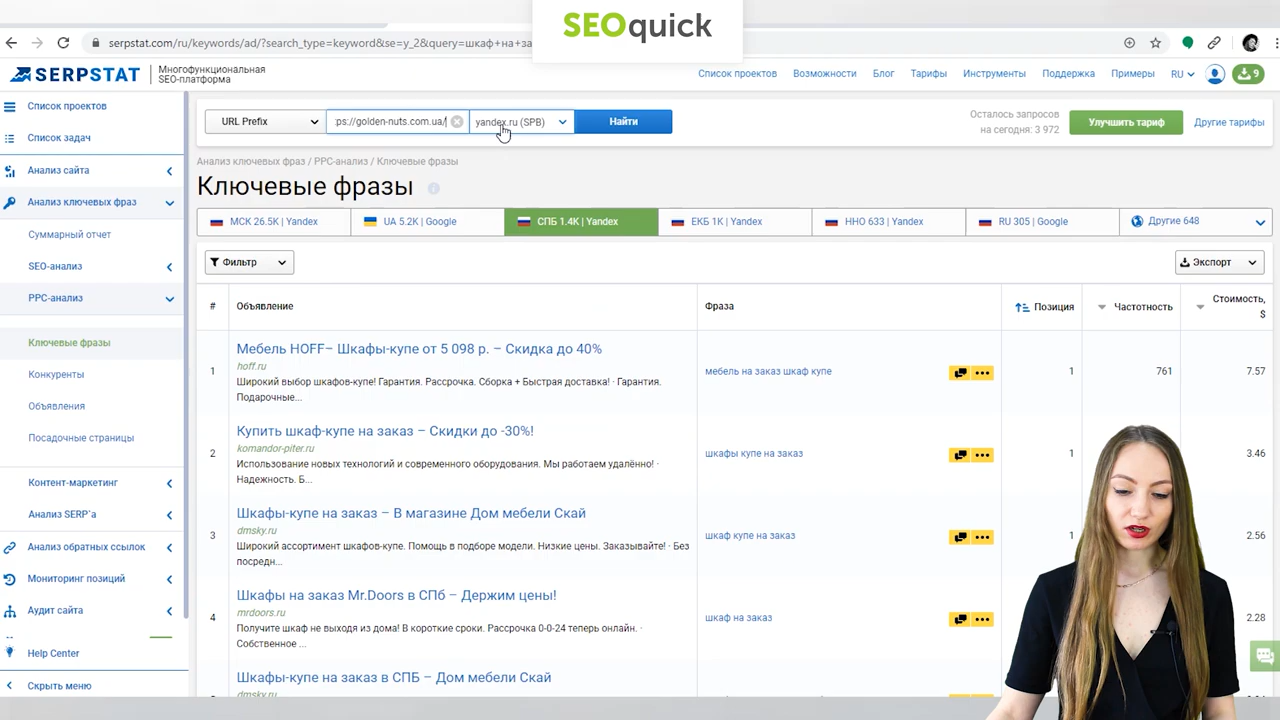 SEOquick
serpstat.com/ru/keywords/ad/?search_type=keyword&se=y_2&query=шкаф+на+за
SERPSTAT
Многофункциональная
SEO-платформа
Список проектов
Возможности
Блог
Тарифы
Инструменты
Поддержка
Примеры
RU
9
Список проектов
Список задач
Анализ сайта
Анализ ключевых фраз
Суммарный отчет
SEO-анализ
PPC-анализ
Ключевые фразы
Конкуренты
Объявления
Посадочные страницы
Контент-маркетинг
Анализ SERP`a
Анализ обратных ссылок
Мониторинг позиций
Аудит сайта
Help Center
Скрыть меню
URL Prefix
ps://golden-nuts.com.ua/
yandex.ru (SPB)
Найти
Осталось запросов
на сегодня: 3 972
Улучшить тариф
Другие тарифы
Анализ ключевых фраз / PPC-анализ / Ключевые фразы
Ключевые фразы
МСК 26.5K | Yandex
UA 5.2K | Google
СПБ 1.4K | Yandex
ЕКБ 1K | Yandex
ННО 633 | Yandex
RU 305 | Google
Другие 648
Фильтр
Экспорт
#
Объявление
Фраза
Позиция
Частотность
Стоимость,
$
1
Мебель HOFF– Шкафы-купе от 5 098 р. – Скидка до 40%
hoff.ru
Широкий выбор шкафов-купе! Гарантия. Рассрочка. Сборка + Быстрая доставка! · Гарантия.
Подарочные...
мебель на заказ шкаф купе
1
761
7.57
2
Купить шкаф-купе на заказ – Скидки до -30%!
komandor-piter.ru
Использование новых технологий и современного оборудования. Мы работаем удалённо! ·
Надежность. Б...
шкафы купе на заказ
1
3.46
3
Шкафы-купе на заказ – В магазине Дом мебели Скай
dmsky.ru
Широкий ассортимент шкафов-купе. Помощь в подборе модели. Низкие цены. Заказывайте! · Без
посредн...
шкаф купе на заказ
1
2.56
4
Шкафы на заказ Mr.Doors в СПб – Держим цены!
mrdoors.ru
Получите шкаф не выходя из дома! В короткие сроки. Рассрочка 0-0-24 теперь онлайн. ·
Собственное ...
шкаф на заказ
2.28
Шкафы-купе на заказ в СПБ – Дом мебели Скай
dmsky.ru